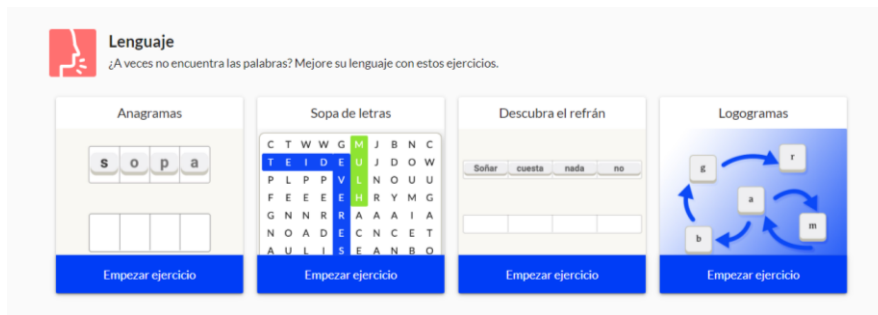 Lenguaje
¿A veces no encuentra las palabras? Mejore su lenguaje con estos ejercicios.
Anagramas
s o p a
Empezar ejercicio
Sopa de letras
C T W W G M J B N C
T E I D E U J D O W
P L P P V L N O U U
F E E E E H R Y M G
G N N R R A A A I A
N O A D E C N C E T
A U L I S E A N B O
Empezar ejercicio
Descubra el refrán
Soñar cuesta nada no
Empezar ejercicio
Logogramas
g r
a
m
b
Empezar ejercicio